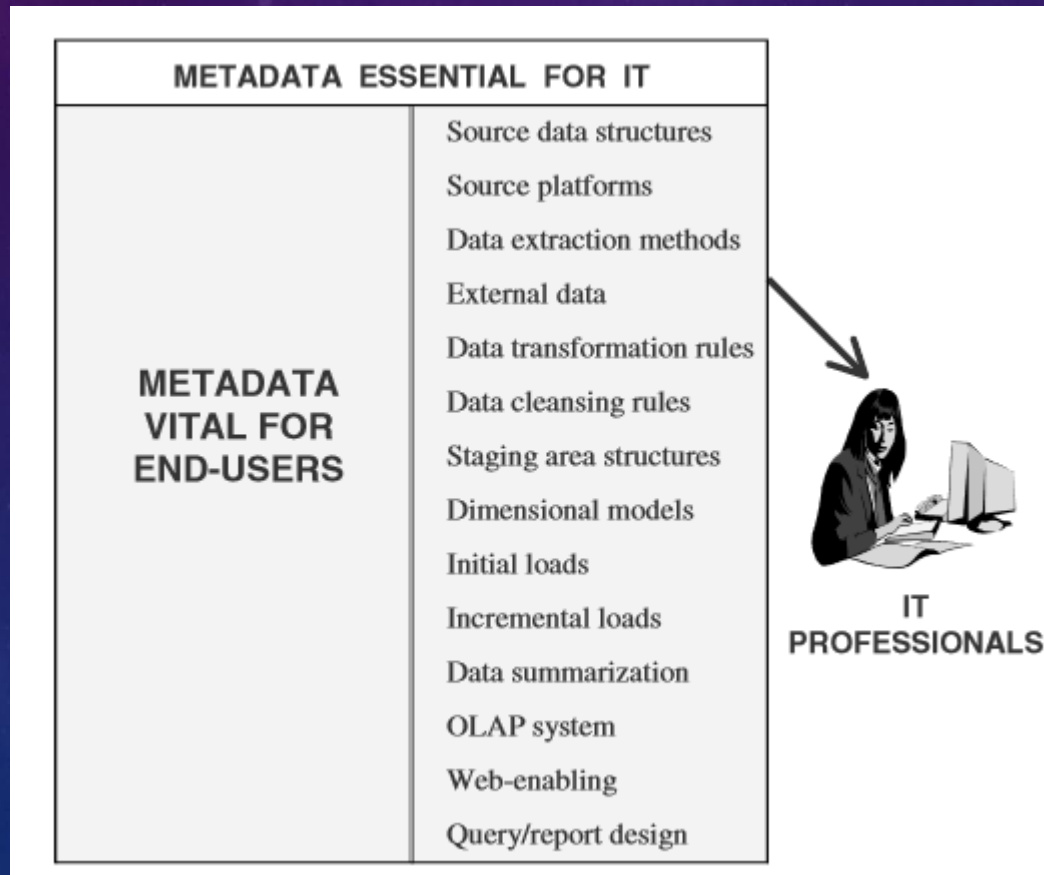 METADATA ESSENTIAL FOR IT
METADATA
VITAL FOR
END-USERS
Source data structures
Source platforms
Data extraction methods
External data
Data transformation rules
Data cleansing rules
Staging area structures
Dimensional models
Initial loads
Incremental loads
Data summarization
OLAP system
Web-enabling
Query/report design
IT
PROFESSIONALS